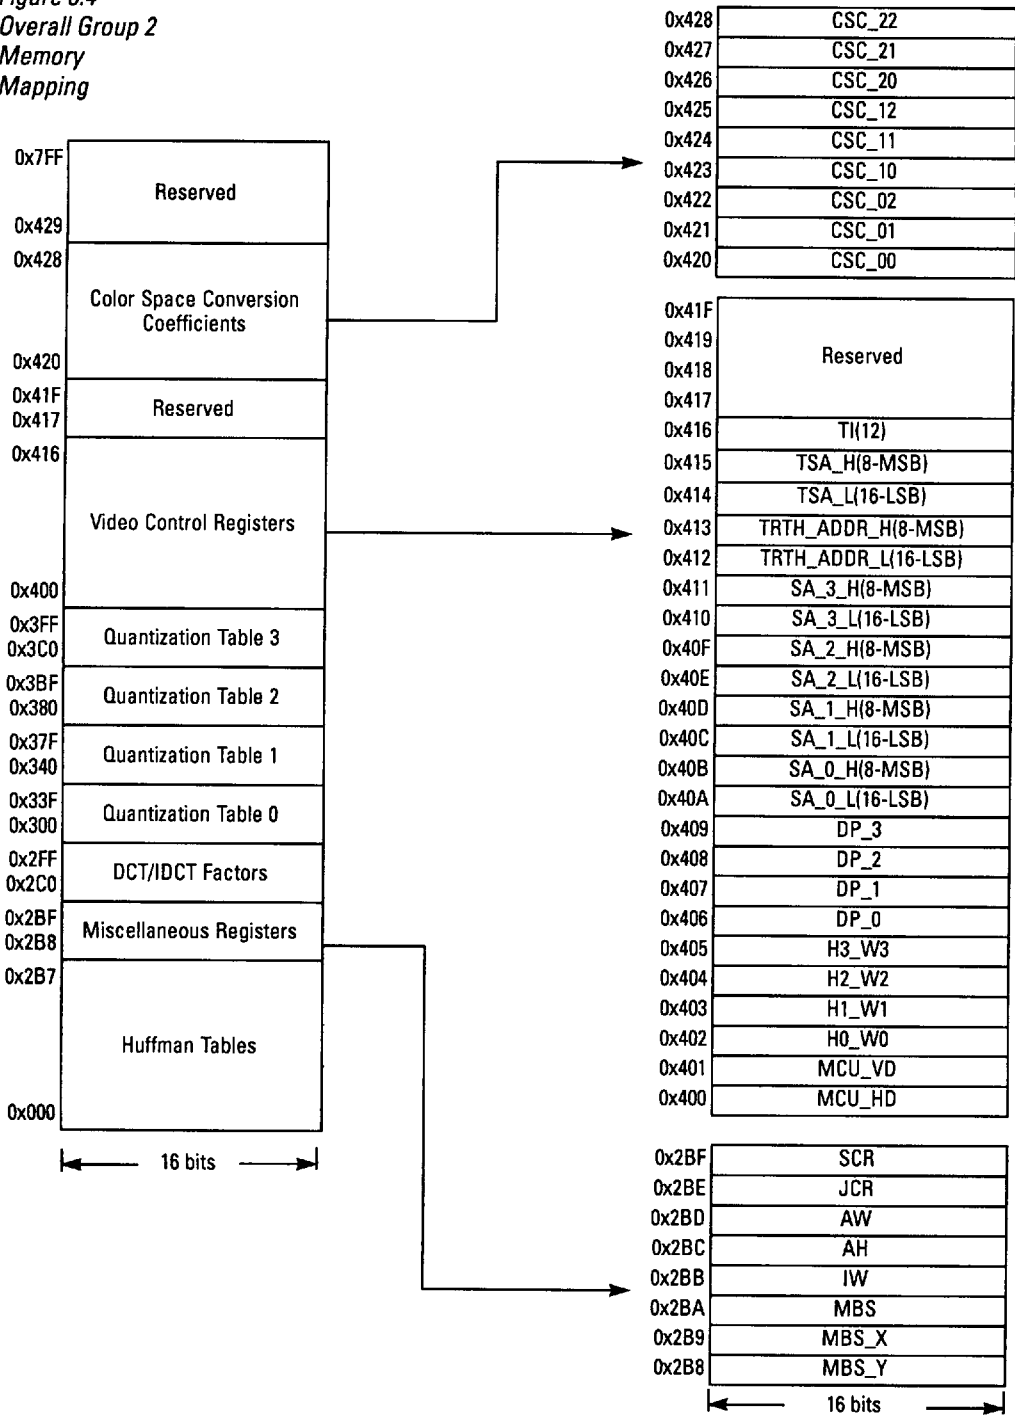 Overall Group 2
Memory
Mapping
0x7FF
Reserved
0x429
0x428
Color Space Conversion
Coefficients
0x420
0x41F
Reserved
0x417
0x416
Video Control Registers
0x400
0x3FF
Quantization Table 3
0x3C0
0x3BF
Quantization Table 2
0x380
0x37F
Quantization Table 1
0x340
0x33F
Quantization Table 0
0x300
0x2FF
DCT/IDCT Factors
0x2C0
0x2BF
Miscellaneous Registers
0x2B8
0x2B7
Huffman Tables
0x000
16 bits
0x428 CSC_22
0x427 CSC_21
0x426 CSC_20
0x425 CSC_12
0x424 CSC_11
0x423 CSC_10
0x422 CSC_02
0x421 CSC_01
0x420 CSC_00
0x41F
0x419
Reserved
0x418
0x417
0x416 TI(12)
0x415 TSA_H(8-MSB)
0x414 TSA_L(16-LSB)
0x413 TRTH_ADDR_H(8-MSB)
0x412 TRTH_ADDR_L(16-LSB)
0x411 SA_3_H(8-MSB)
0x410 SA_3_L(16-LSB)
0x40F SA_2_H(8-MSB)
0x40E SA_2_L(16-LSB)
0x40D SA_1_H(8-MSB)
0x40C SA_1_L(16-LSB)
0x40B SA_0_H(8-MSB)
0x40A SA_0_L(16-LSB)
0x409 DP_3
0x408 DP_2
0x407 DP_1
0x406 DP_0
0x405 H3_W3
0x404 H2_W2
0x403 H1_W1
0x402 H0_W0
0x401 MCU_VD
0x400 MCU_HD
0x2BF SCR
0x2BE JCR
0x2BD AW
0x2BC AH
0x2BB IW
0x2BA MBS
0x2B9 MBS_X
0x2B8 MBS_Y
16 bits